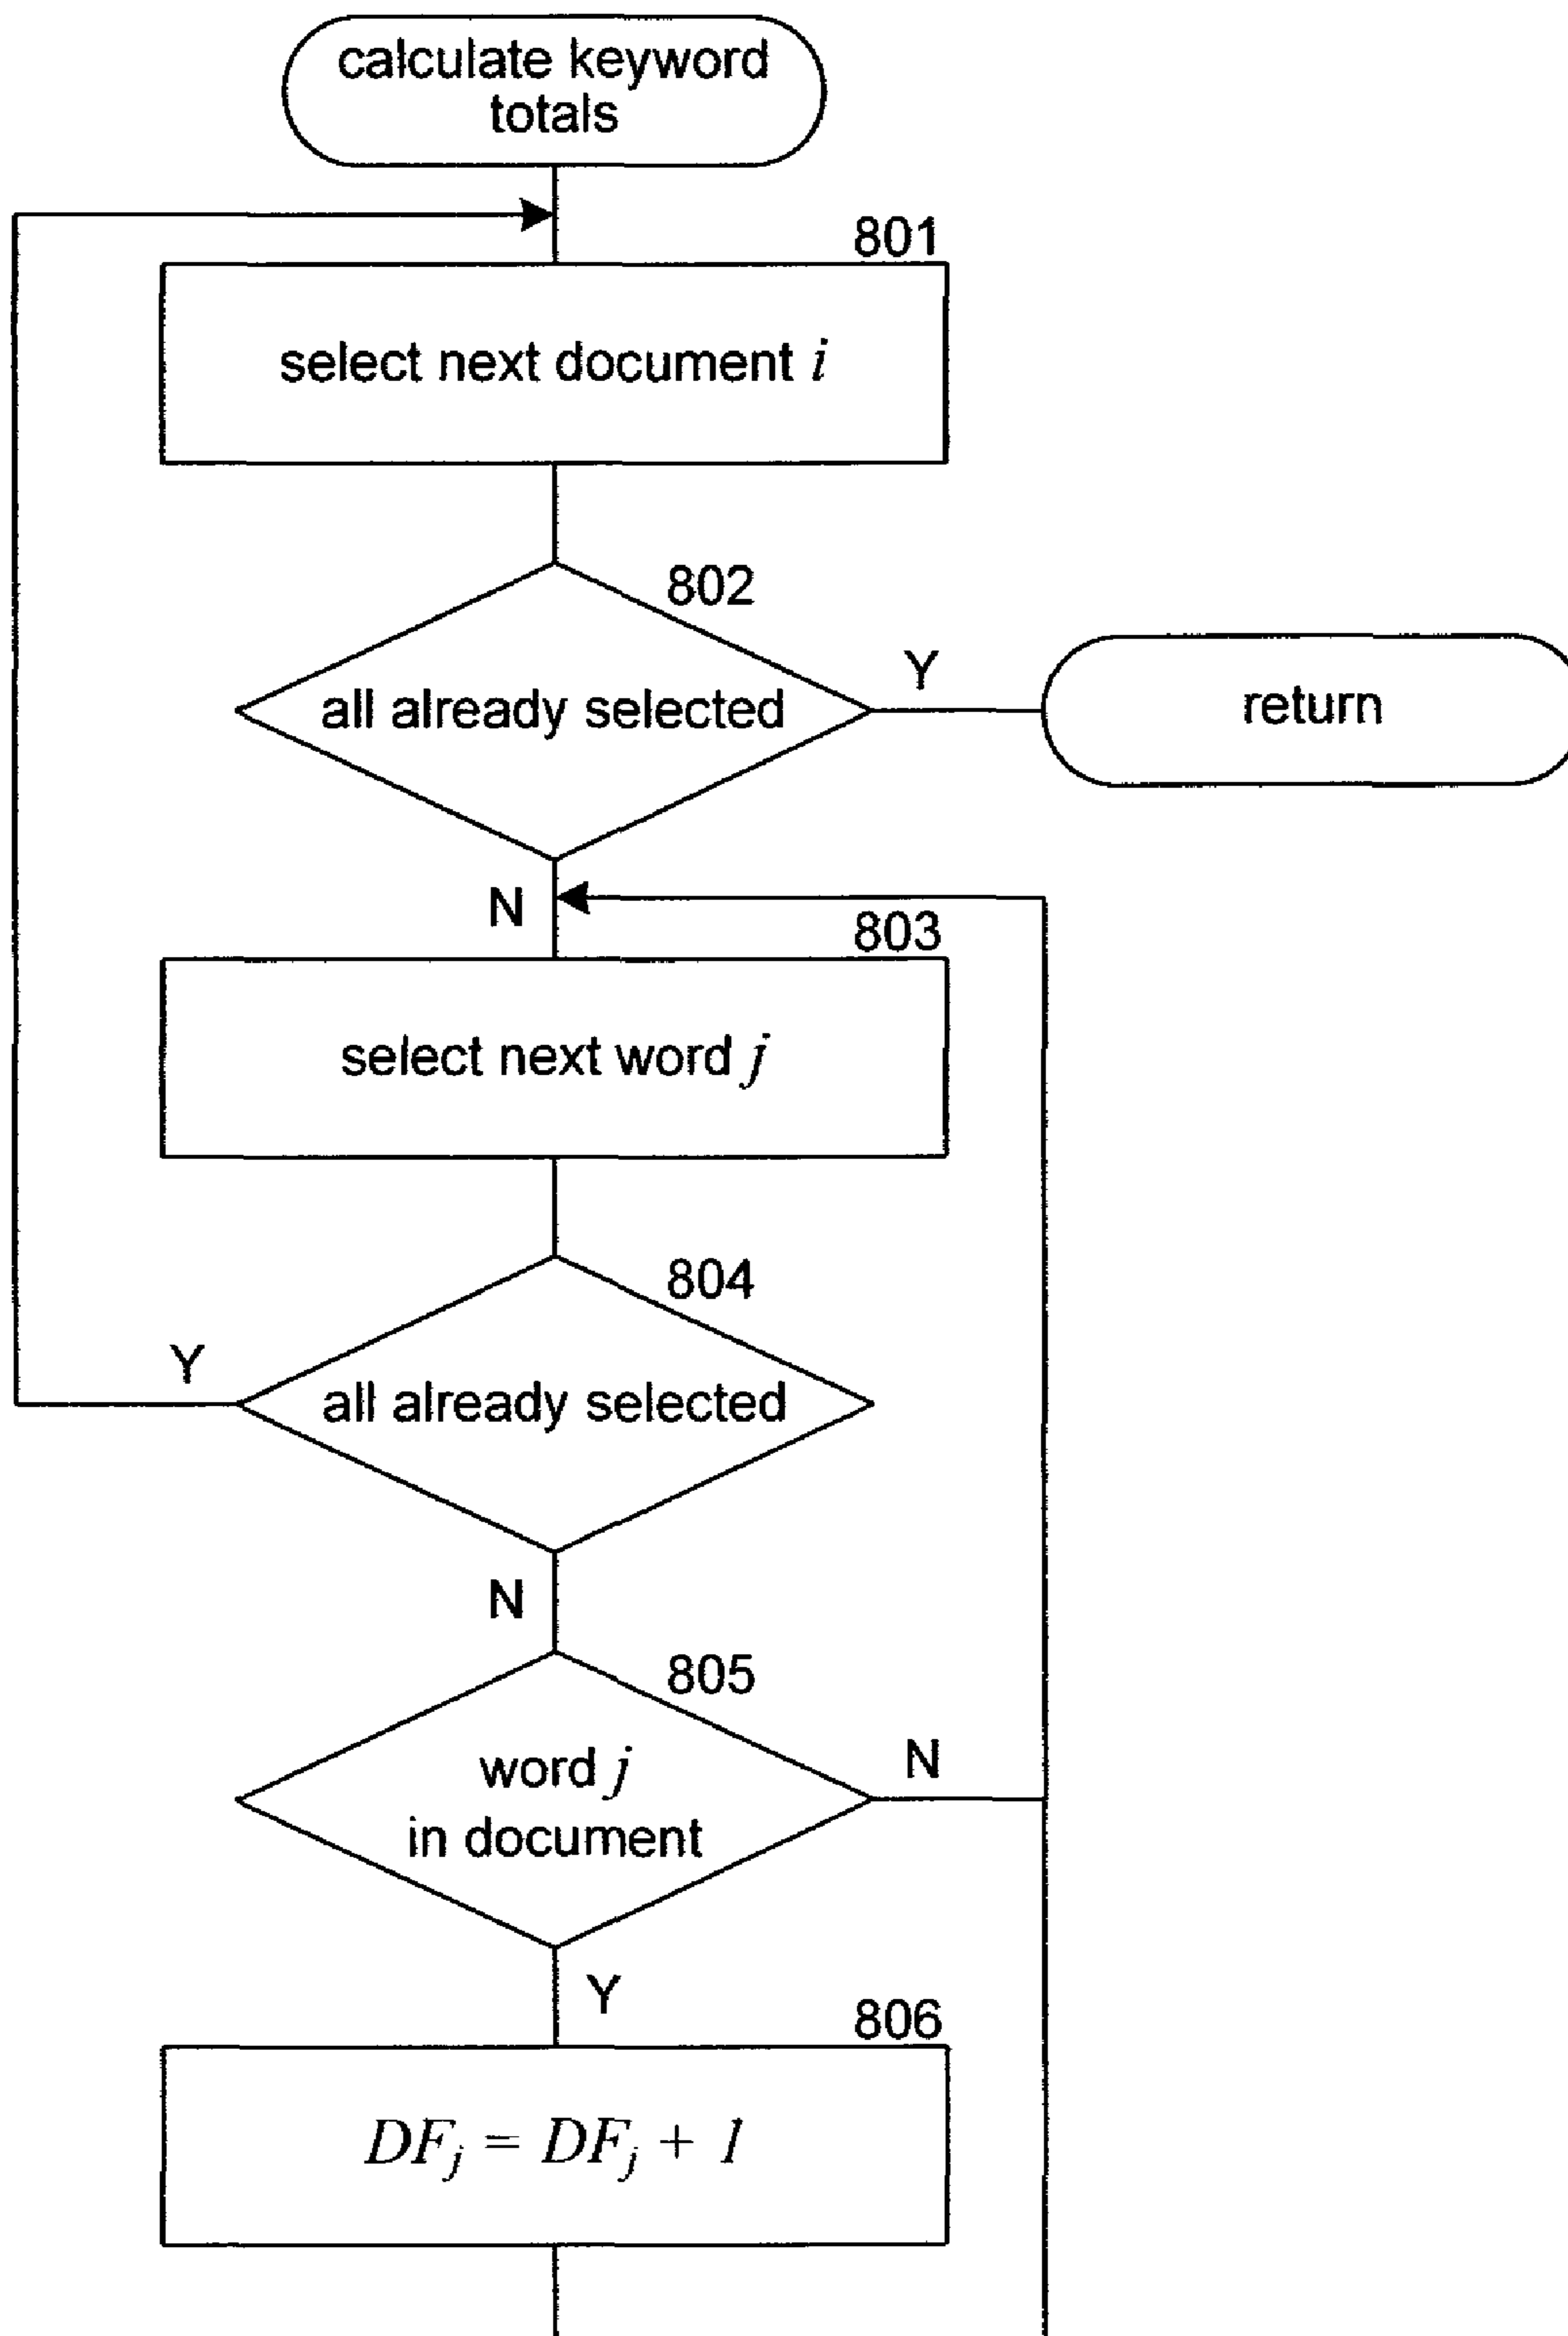 calculate keyword
totals
801
select next document i
802
all already selected
Y
return
N
803
select next word j
804
Y
all already selected
N
805
word j
in document
N
Y
806
DFj = DFj + 1